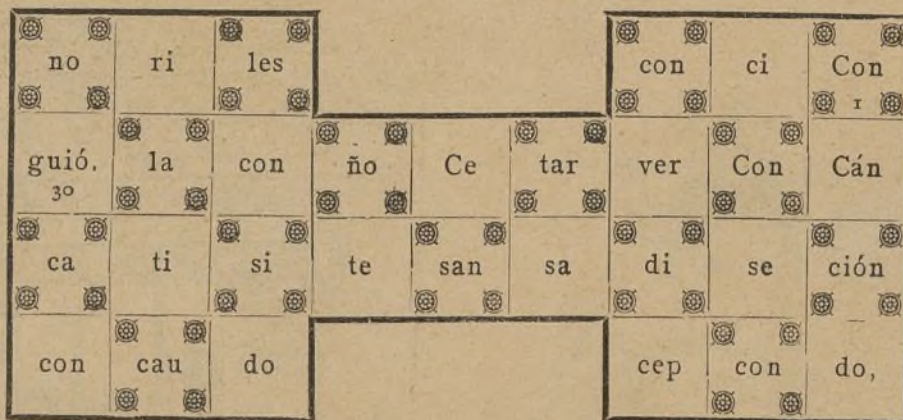 no ri les con ci Con
1
guió. la con ño Ce tar ver Con Cán
30
ca ti si te san sa di se ción
con cau do cep con do,